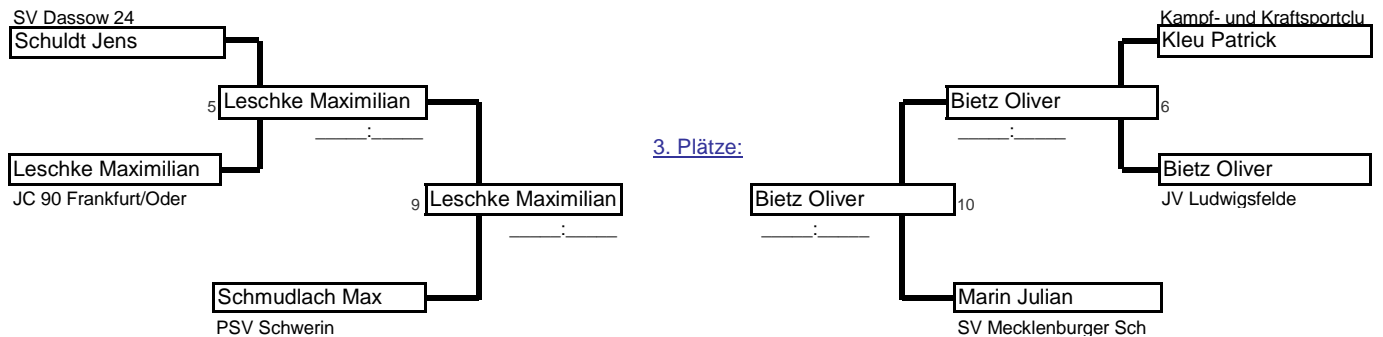 SV Dassow 24
Schuldt Jens
5 Leschke Maximilian
_____:_____
Leschke Maximilian
JC 90 Frankfurt/Oder
9 Leschke Maximilian
_____:_____
Schmudlach Max
PSV Schwerin
3. Plätze:
Kampf- und Kraftsportclu
Kleu Patrick
Bietz Oliver 6
_____:_____
Bietz Oliver
JV Ludwigsfelde
Bietz Oliver 10
_____:_____
Marin Julian
SV Mecklenburger Sch